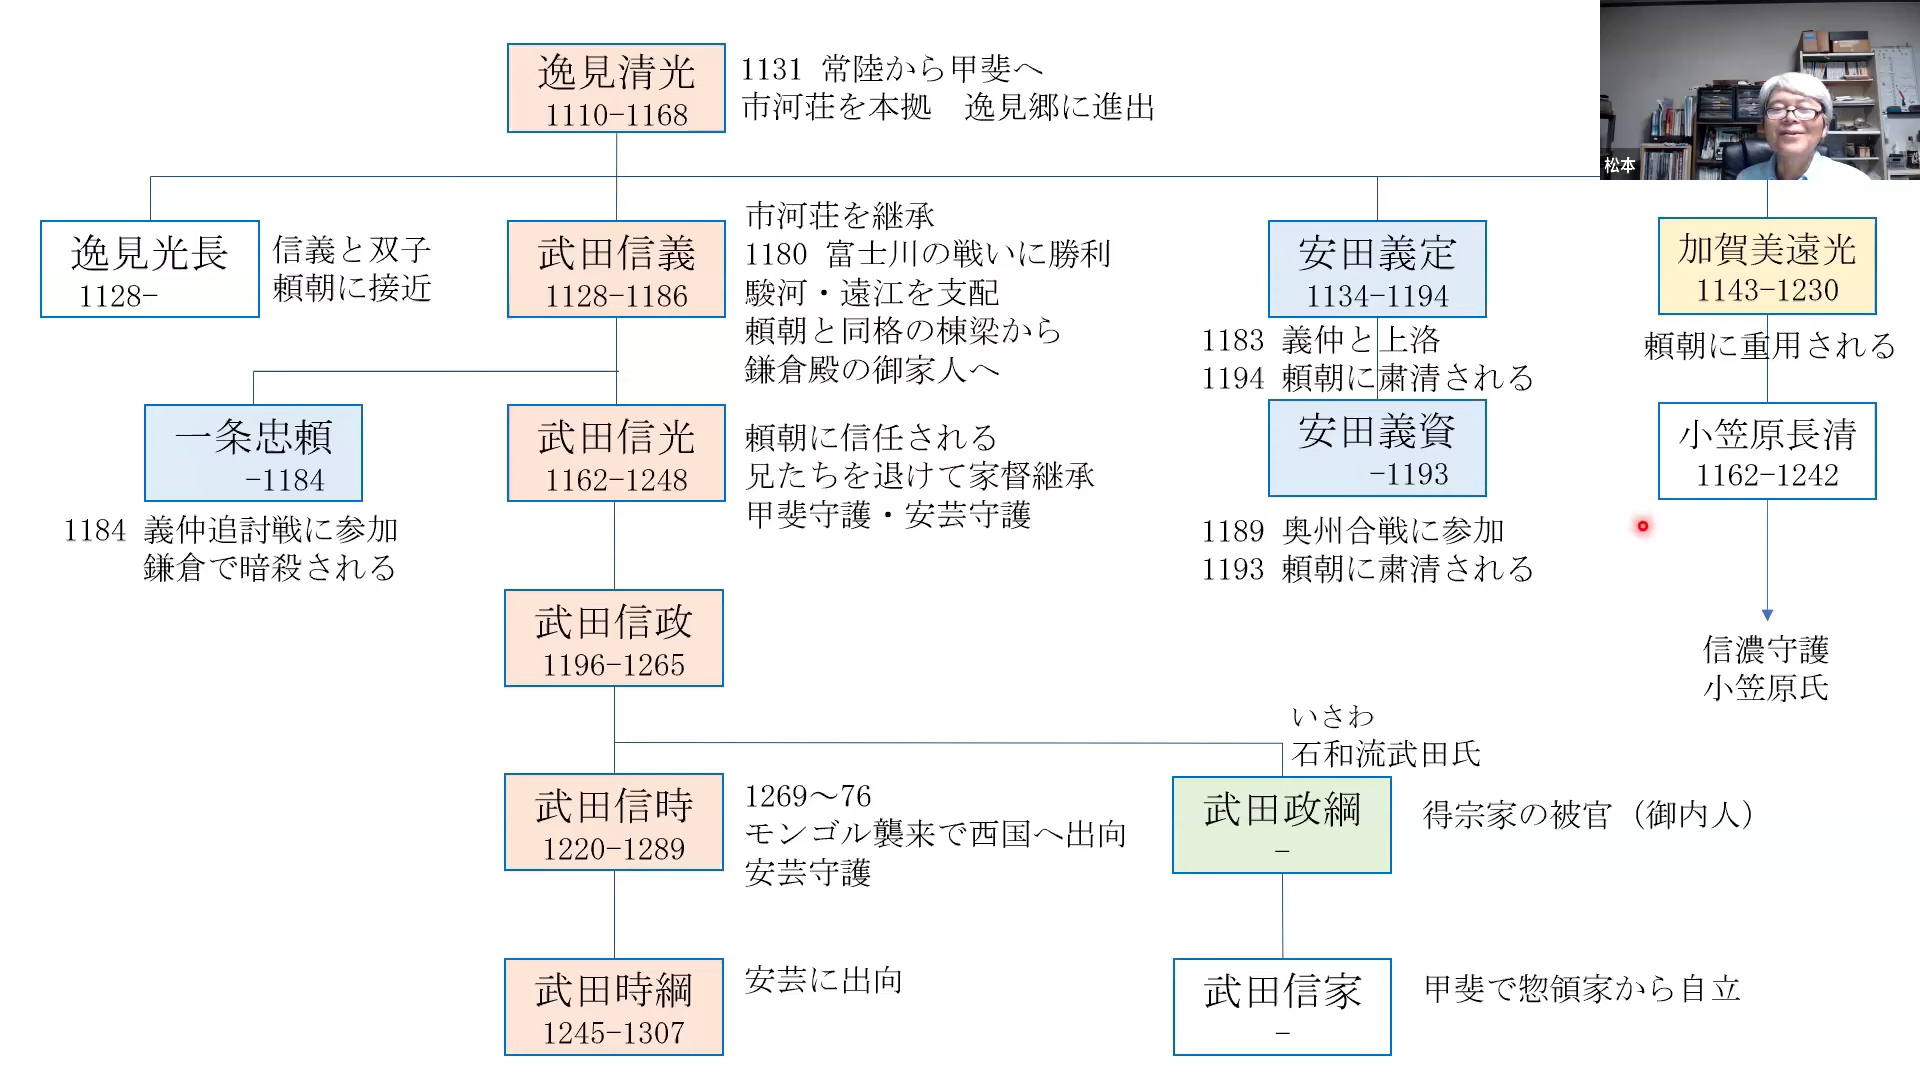 逸見清光
1110-1168
1131 常陸から甲斐へ
市河荘を本拠　逸見郷に進出
松本
逸見光長
1128-
信義と双子
頼朝に接近
武田信義
1128-1186
市河荘を継承
1180 富士川の戦いに勝利
駿河・遠江を支配
頼朝と同格の棟梁から
鎌倉殿の御家人へ
安田義定
1134-1194
1183 義仲と上洛
1194 頼朝に粛清される
加賀美遠光
1143-1230
頼朝に重用される
一条忠頼
-1184
1184 義仲追討戦に参加
鎌倉で暗殺される
武田信光
1162-1248
頼朝に信任される
兄たちを退けて家督継承
甲斐守護・安芸守護
安田義資
-1193
1189 奥州合戦に参加
1193 頼朝に粛清される
小笠原長清
1162-1242
信濃守護
小笠原氏
武田信政
1196-1265
いさわ
石和流武田氏
武田信時
1220-1289
1269～76
モンゴル襲来で西国へ出向
安芸守護
武田政綱
-
得宗家の被官（御内人）
武田時綱
1245-1307
安芸に出向
武田信家
-
甲斐で惣領家から自立